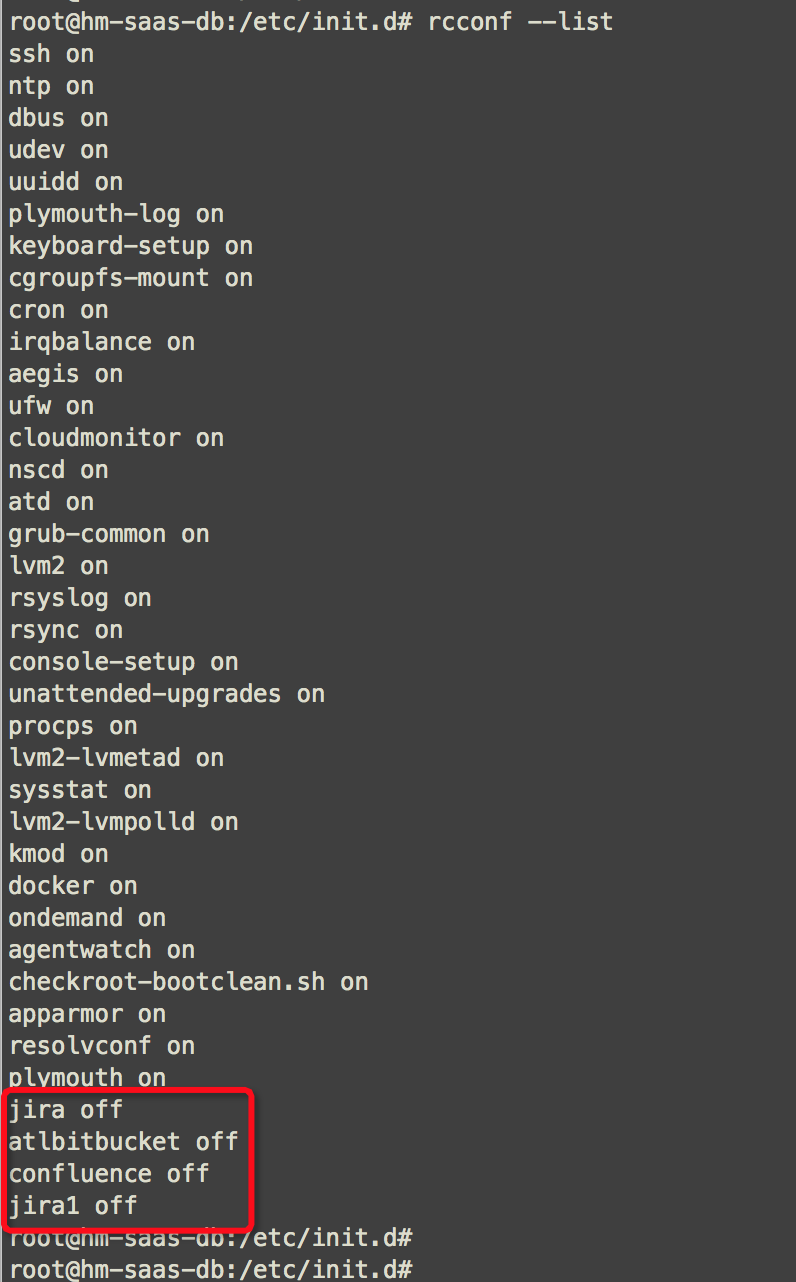 root@hm-saas-db:/etc/init.d# rcconf --list
ssh on
ntp on
dbus on
udev on
uuidd on
plymouth-log on
keyboard-setup on
cgroupfs-mount on
cron on
irqbalance on
aegis on
ufw on
cloudmonitor on
nscd on
atd on
grub-common on
lvm2 on
rsyslog on
rsync on
console-setup on
unattended-upgrades on
procps on
lvm2-lvmetad on
sysstat on
lvm2-lvmpolld on
kmod on
docker on
ondemand on
agentwatch on
checkroot-bootclean.sh on
apparmor on
resolvconf on
plymouth on
jira off
atlbitbucket off
confluence off
jira1 off
root@hm-saas-db:/etc/init.d#
root@hm-saas-db:/etc/init.d#